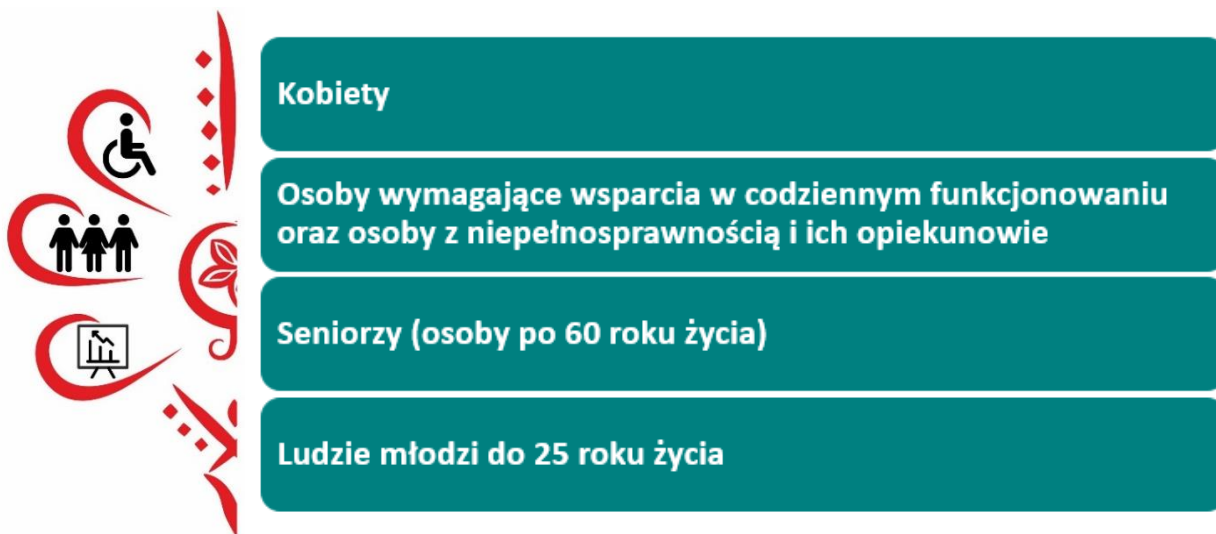 Kobiety
Osoby wymagające wsparcia w codziennym funkcjonowaniu
oraz osoby z niepełnosprawnością i ich opiekunowie
Seniorzy (osoby po 60 roku życia)
Ludzie młodzi do 25 roku życia